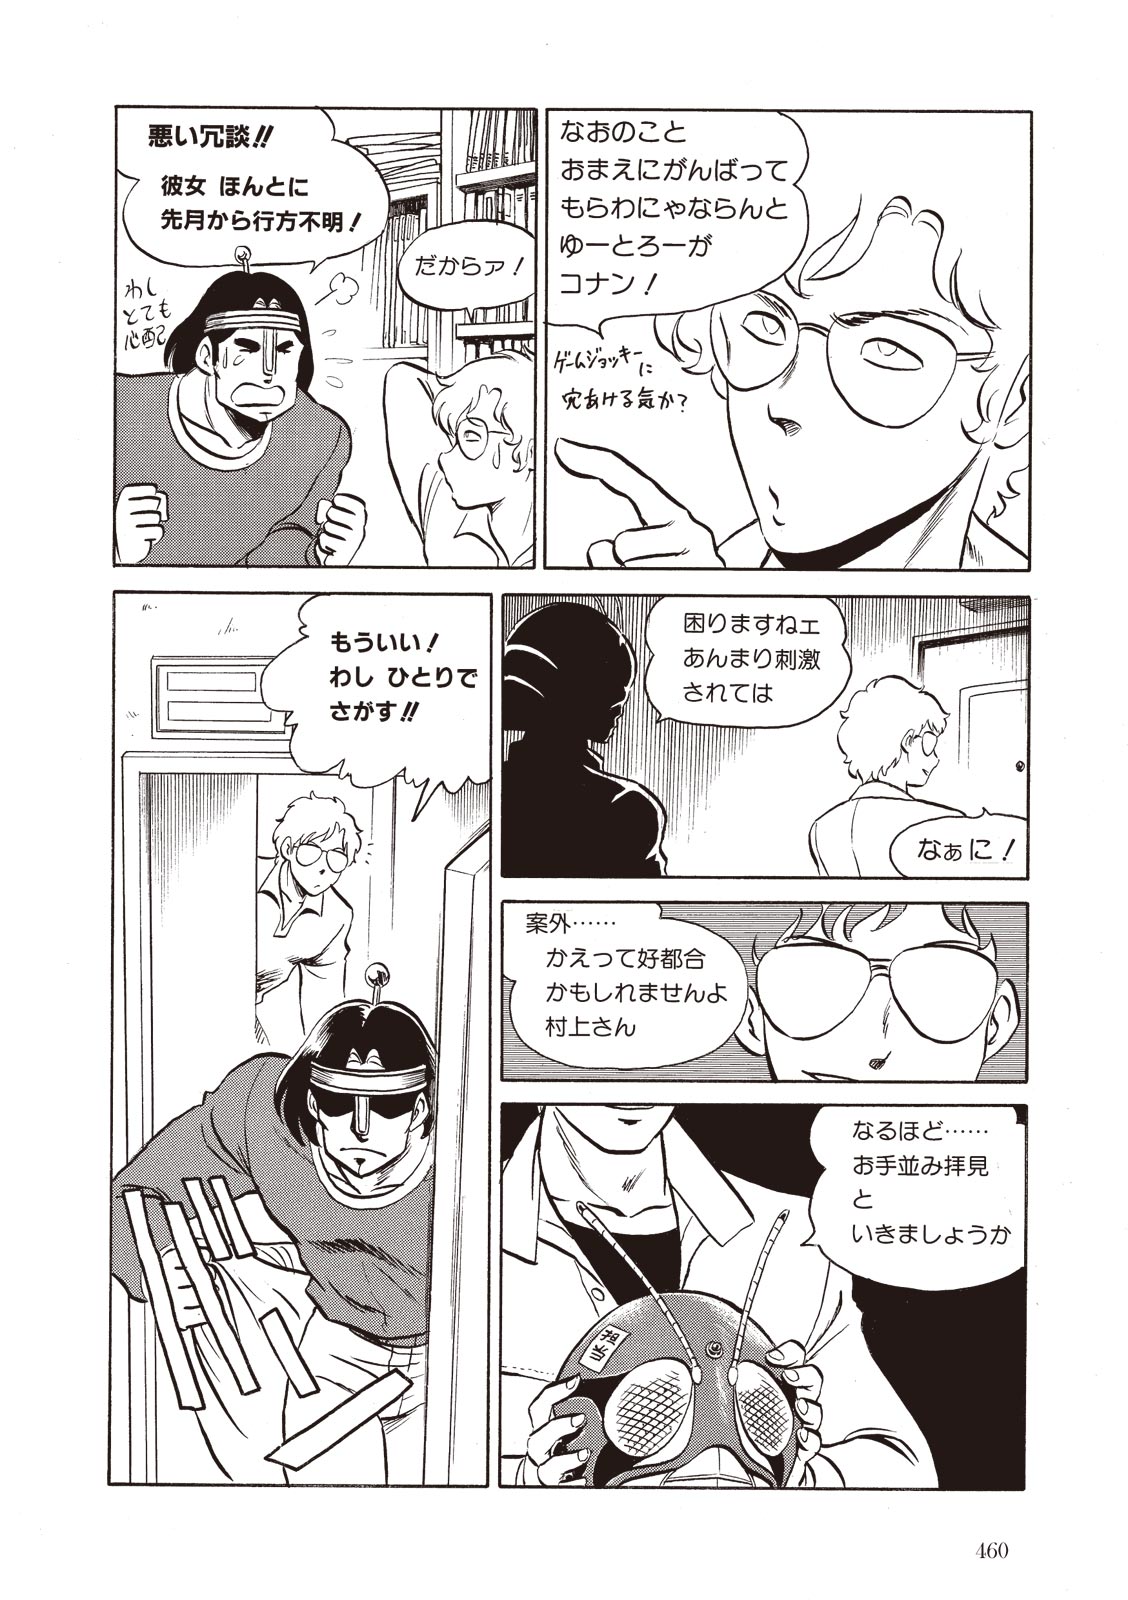 なおのこと
おまえにがんばって
もらわにゃならんと
ゆーとろーが
コナン！
ゲームジョッキーに
穴あける気か？
悪い冗談!!
彼女 ほんとに
先月から行方不明！
わし
とても
心配
だからァ！
困りますねェ
あんまり刺激
されては
なぁに！
もういい！
わし ひとりで
さがす!!
案外……
かえって好都合
かもしれませんよ
村上さん
なるほど……
お手並み拝見
と
いきましょうか
460